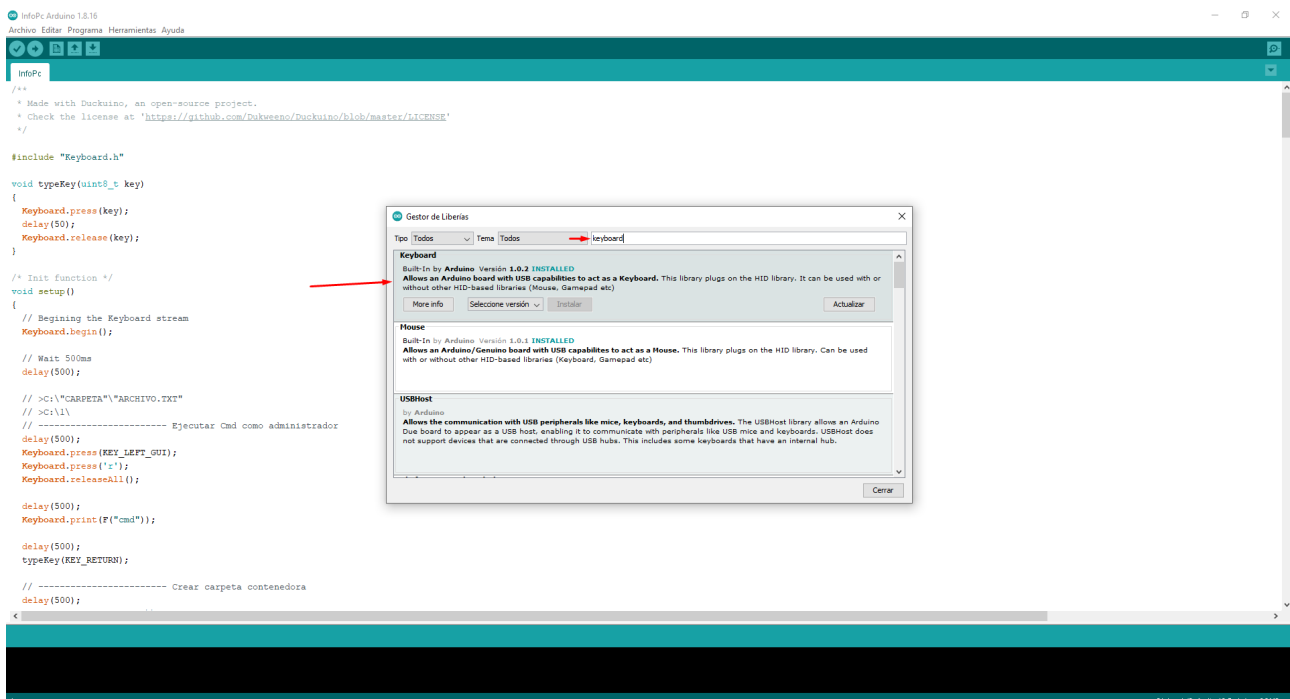 InfoPc Arduino 1.8.16
Archivo Editar Programa Herramientas Ayuda
InfoPc
/**
* Made with Duckuino, an open-source project.
* Check the license at 'https://github.com/Dukweeno/Duckuino/blob/master/LICENSE'
*/
#include "Keyboard.h"
void typeKey(uint8_t key)
{
Keyboard.press(key);
delay(50);
Keyboard.release(key);
}
/* Init function */
void setup()
{
// Begining the Keyboard stream
Keyboard.begin();
// Wait 500ms
delay(500);
// >C:\"CARPETA"\"ARCHIVO.TXT"
// >C:\1\
// ------------------------ Ejecutar Cmd como administrador
delay(500);
Keyboard.press(KEY_LEFT_GUI);
Keyboard.press('r');
Keyboard.releaseAll();
delay(500);
Keyboard.print(F("cmd"));
delay(500);
typeKey(KEY_RETURN);
// ------------------------ Crear carpeta contenedora
delay(500);
Gestor de Liberías
Tipo Todos Tema Todos keyboard
Keyboard
Built-In by Arduino Versión 1.0.2 INSTALLED
Allows an Arduino board with USB capabilities to act as a Keyboard. This library plugs on the HID library. It can be used with or
without other HID-based libraries (Mouse, Gamepad etc)
More info Seleccione versión Instalar Actualizar
Mouse
Built-In by Arduino Versión 1.0.1 INSTALLED
Allows an Arduino/Genuino board with USB capabilites to act as a Mouse. This library plugs on the HID library. Can be used
with or without other HID-based libraries (Keyboard, Gamepad etc)
USBHost
by Arduino
Allows the communication with USB peripherals like mice, keyboards, and thumbdrives. The USBHost library allows an Arduino
Due board to appear as a USB host, enabling it to communicate with peripherals like USB mice and keyboards. USBHost does
not support devices that are connected through USB hubs. This includes some keyboards that have an internal hub.
Cerrar